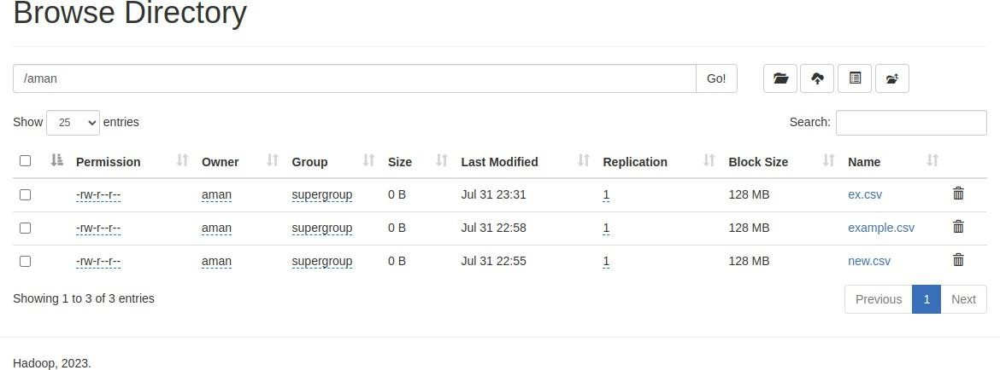 Browse Directory
/aman Go!
Show 25 entries Search:
Permission Owner Group Size Last Modified Replication Block Size Name
-rw-r--r-- aman supergroup 0 B Jul 31 23:31 1 128 MB ex.csv
-rw-r--r-- aman supergroup 0 B Jul 31 22:58 1 128 MB example.csv
-rw-r--r-- aman supergroup 0 B Jul 31 22:55 1 128 MB new.csv
Showing 1 to 3 of 3 entries Previous 1 Next
Hadoop, 2023.